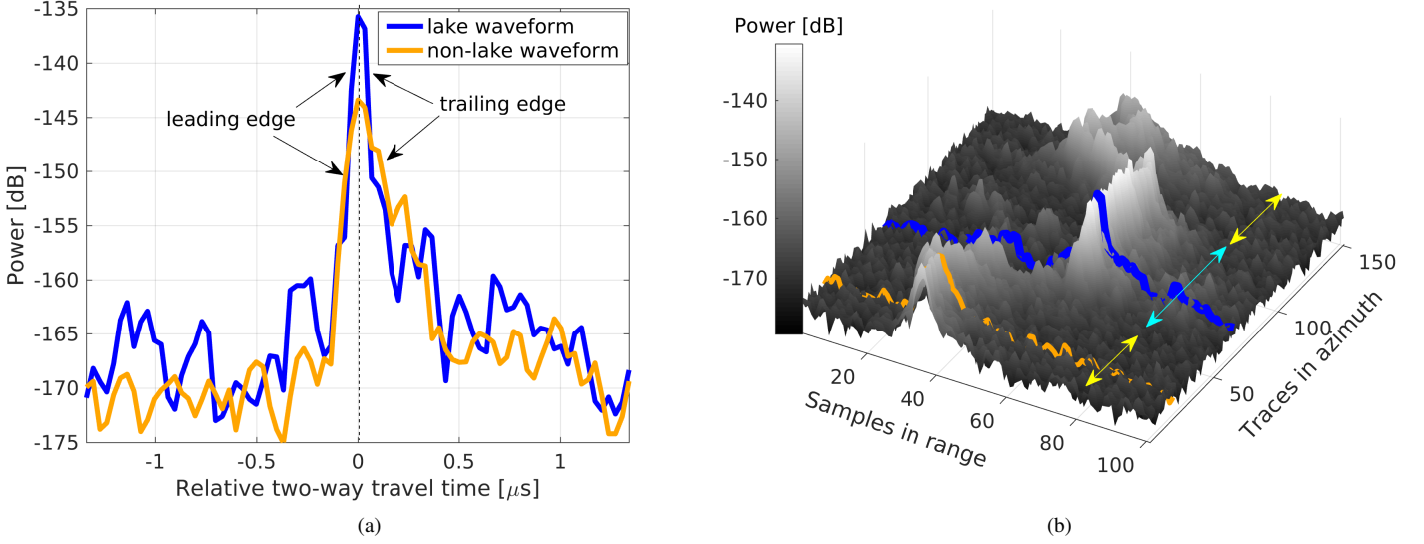 -135
-140
-145
-150
-155
-160
-165
-170
-175
Power [dB]
lake waveform
non-lake waveform
leading edge
trailing edge
-1
-0.5
0
0.5
1
Relative two-way travel time [μs]
(a)
Power [dB]
-140
-150
-160
-170
20
40
60
80
100
Samples in range
50
100
150
Traces in azimuth
(b)